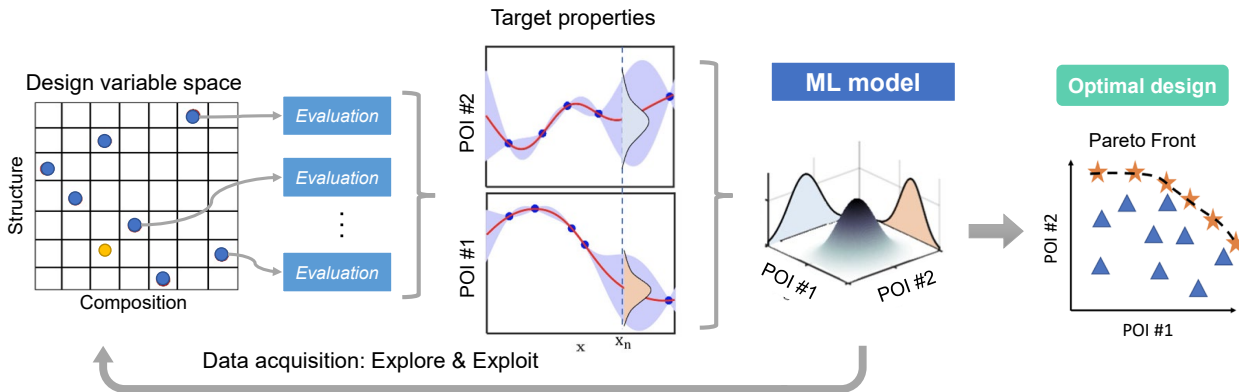 Target properties
Design variable space
Structure
Composition
Evaluation
Evaluation
Evaluation
POI #2
POI #1
x
xn
ML model
POI #1
POI #2
Optimal design
Pareto Front
POI #2
POI #1
Data acquisition: Explore & Exploit